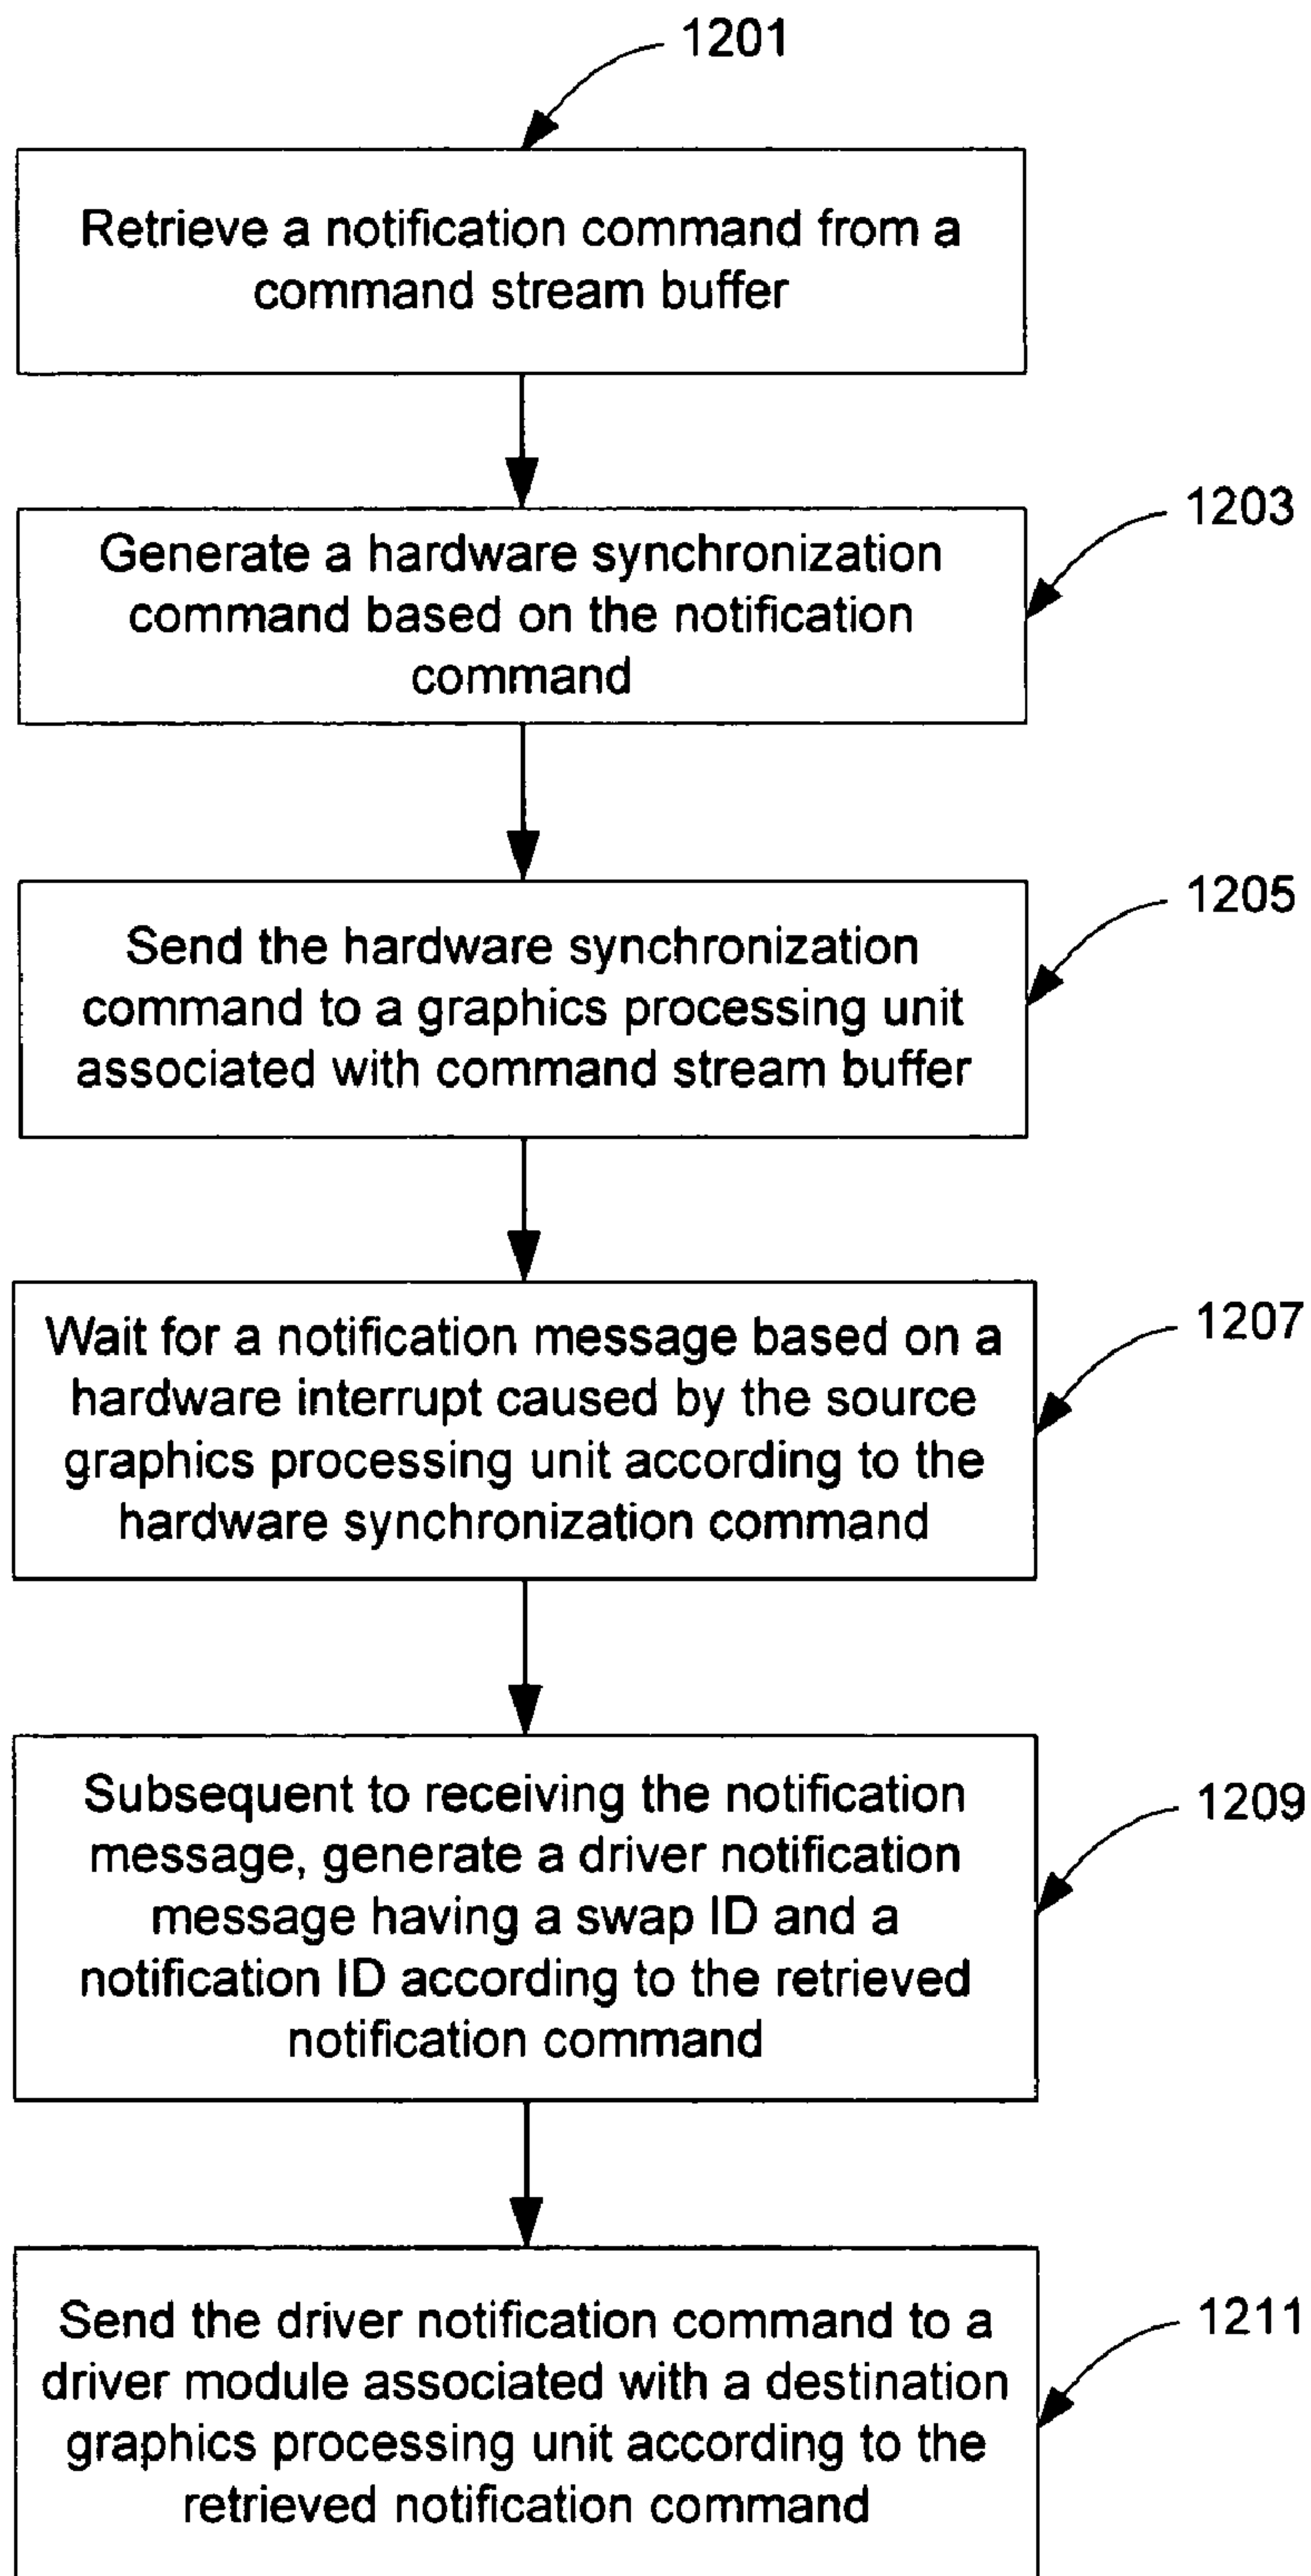 1201
Retrieve a notification command from a
command stream buffer
1203
Generate a hardware synchronization
command based on the notification
command
1205
Send the hardware synchronization
command to a graphics processing unit
associated with command stream buffer
1207
Wait for a notification message based on a
hardware interrupt caused by the source
graphics processing unit according to the
hardware synchronization command
1209
Subsequent to receiving the notification
message, generate a driver notification
message having a swap ID and a
notification ID according to the retrieved
notification command
1211
Send the driver notification command to a
driver module associated with a destination
graphics processing unit according to the
retrieved notification command